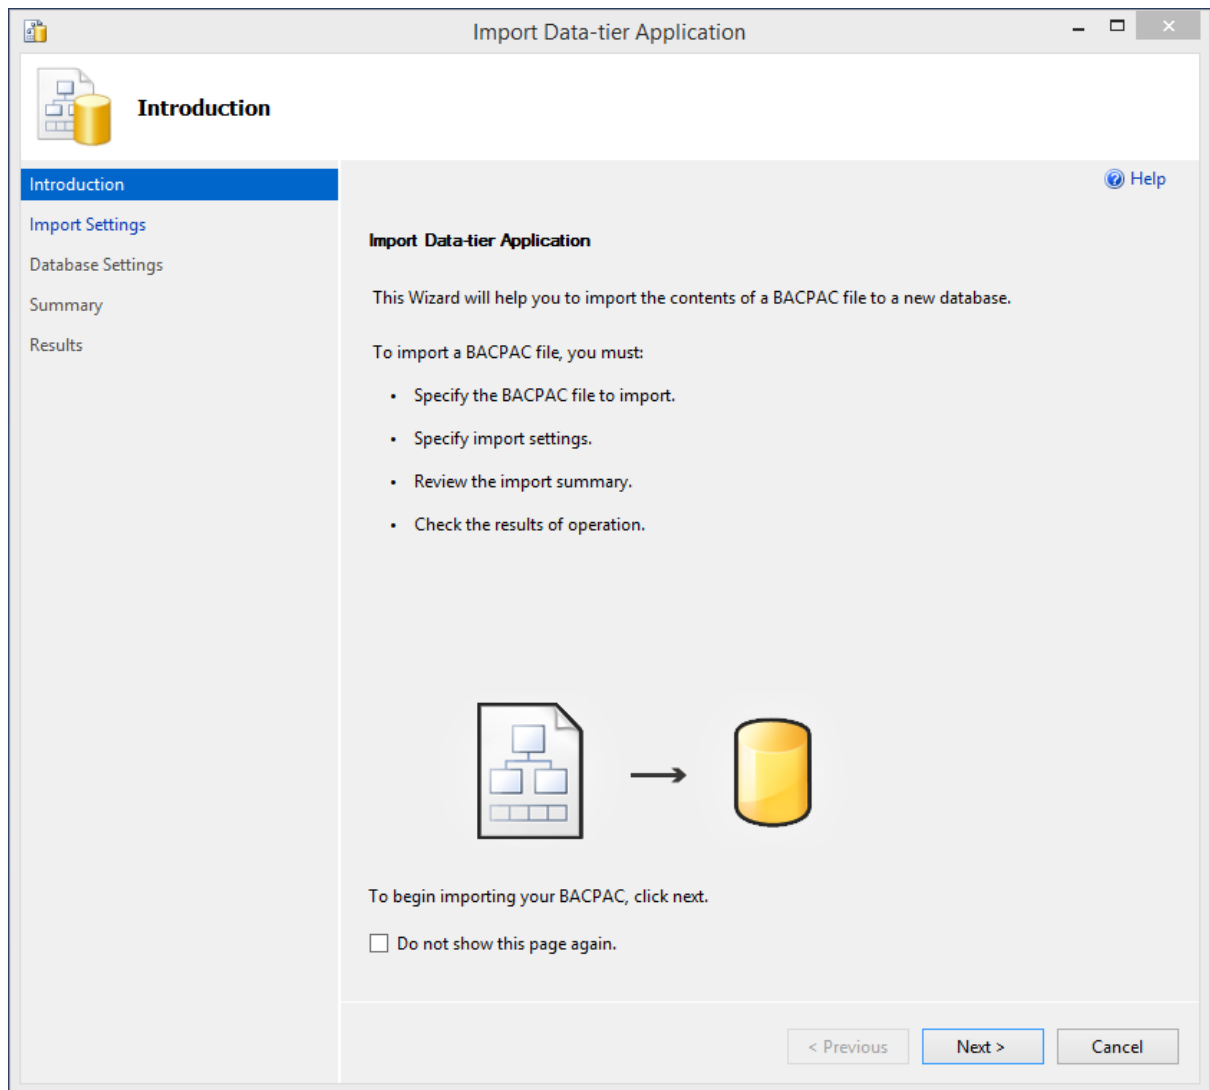 Import Data-tier Application
Introduction
Introduction
Import Settings
Database Settings
Summary
Results
Help
Import Data-tier Application
This Wizard will help you to import the contents of a BACPAC file to a new database.
To import a BACPAC file, you must:
• Specify the BACPAC file to import.
• Specify import settings.
• Review the import summary.
• Check the results of operation.
To begin importing your BACPAC, click next.
Do not show this page again.
< Previous
Next >
Cancel